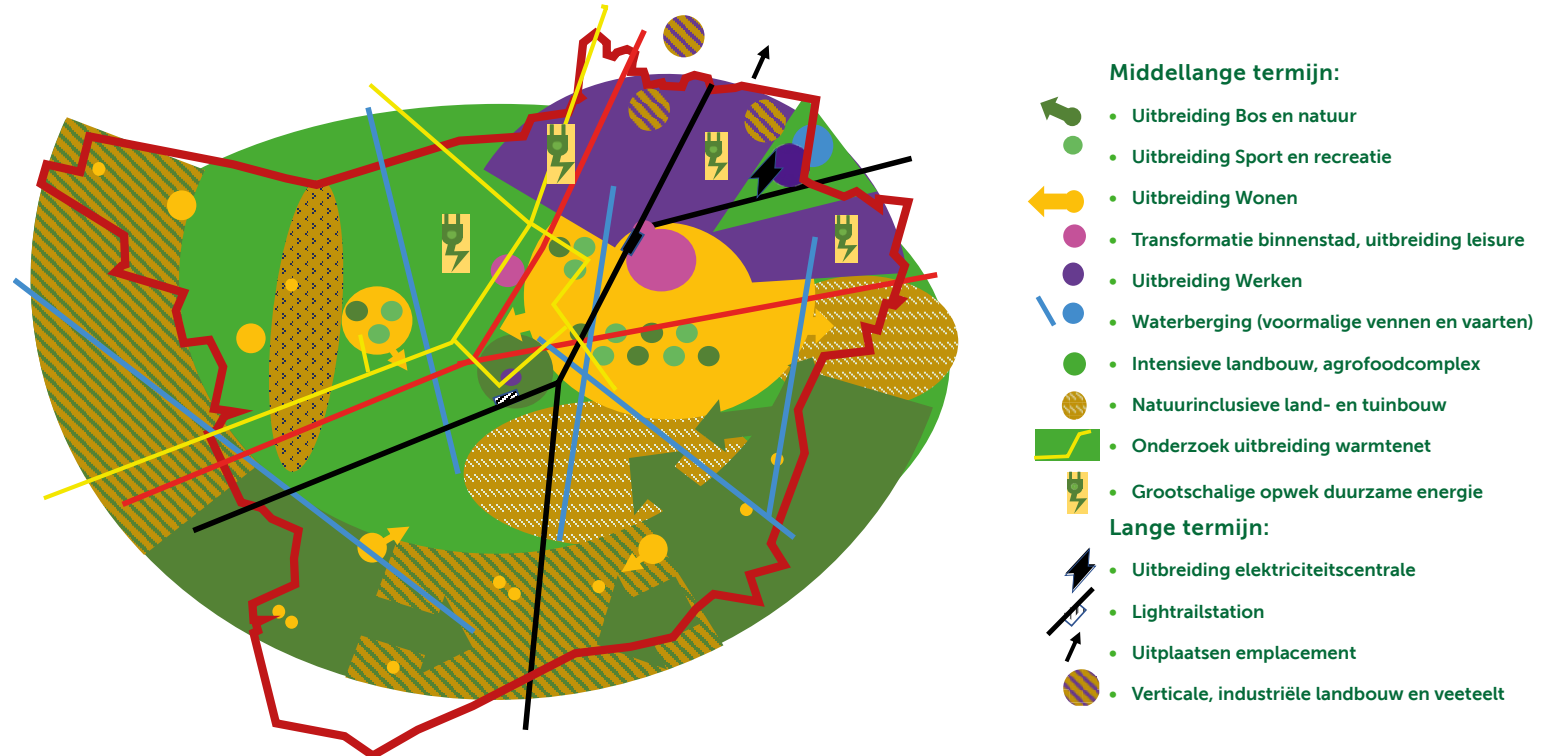 Middellange termijn:
• Uitbreiding Bos en natuur
• Uitbreiding Sport en recreatie
• Uitbreiding Wonen
• Transformatie binnenstad, uitbreiding leisure
• Uitbreiding Werken
• Waterberging (voormalige vennen en vaarten)
• Intensieve landbouw, agrofoodcomplex
• Natuurinclusieve land- en tuinbouw
• Onderzoek uitbreiding warmtenet
• Grootschalige opwek duurzame energie
Lange termijn:
• Uitbreiding elektriciteitscentrale
• Lightrailstation
• Uitplaatsen emplacement
• Verticale, industriële landbouw en veeteelt